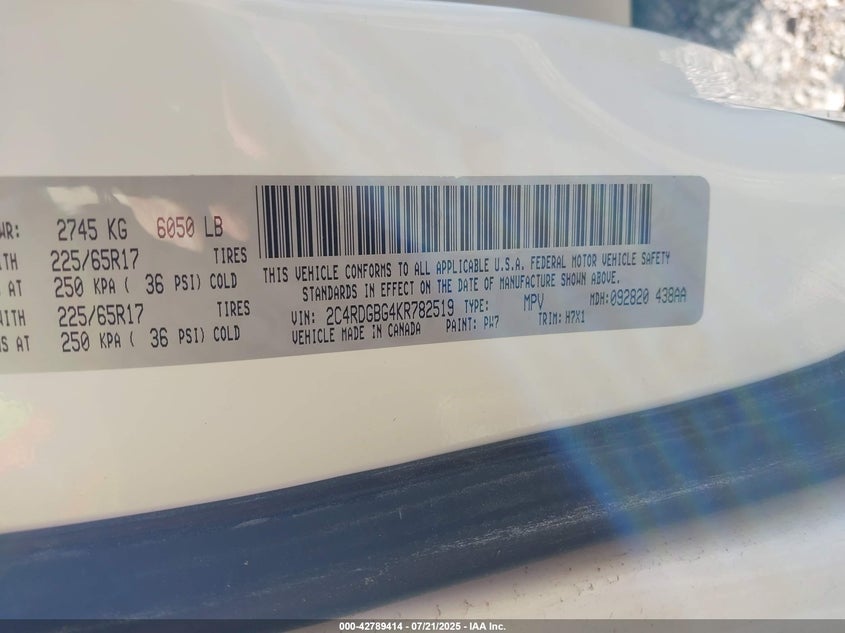 WR: 2745 KG 6050 LB
ITH 225/65R17 TIRES
S AT 250 KPA ( 36 PSI) COLD
WITH 225/65R17 TIRES
MS AT 250 KPA ( 36 PSI) COLD
THIS VEHICLE CONFORMS TO ALL APPLICABLE U.S.A. FEDERAL MOTOR VEHICLE SAFETY
STANDARDS IN EFFECT ON THE DATE OF MANUFACTURE SHOWN ABOVE.
VIN: 2C4RDGBG4KR782519 TYPE: MPV MDH: 092820 438AA
VEHICLE MADE IN CANADA PAINT: PW7 TRIM: H7X1
000-42789414 - 07/21/2025 - IAA Inc.